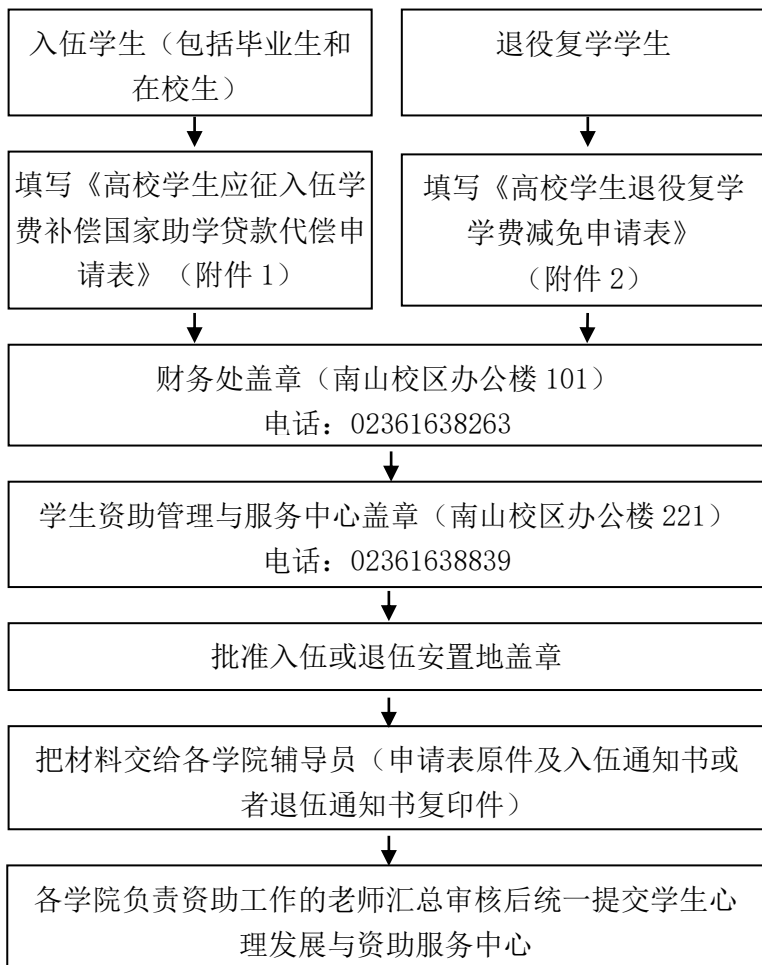 入伍学生（包括毕业生和
在校生）
退役复学学生
填写《高校学生应征入伍学
费补偿国家助学贷款代偿申
请表》（附件 1）
填写《高校学生退役复学
学费减免申请表》
（附件 2）
财务处盖章（南山校区办公楼 101）
电话：02361638263
学生资助管理与服务中心盖章（南山校区办公楼 221）
电话：02361638839
批准入伍或退伍安置地盖章
把材料交给各学院辅导员（申请表原件及入伍通知书或
者退伍通知书复印件）
各学院负责资助工作的老师汇总审核后统一提交学生心
理发展与资助服务中心